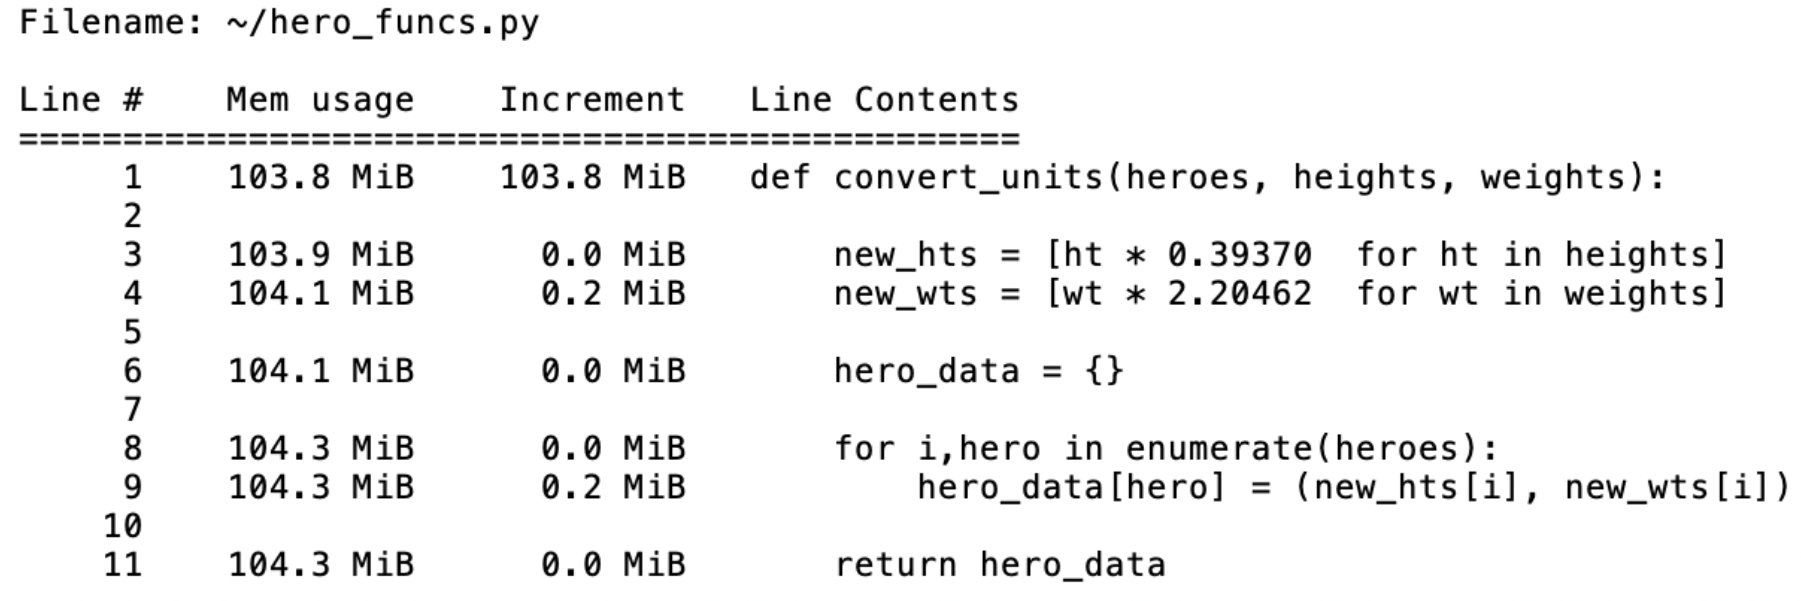 Filename: ~/hero_funcs.py
Line #    Mem usage    Increment   Line Contents
================================================
     1    103.8 MiB    103.8 MiB   def convert_units(heroes, heights, weights):
     2
     3    103.9 MiB      0.0 MiB       new_hts = [ht * 0.39370  for ht in heights]
     4    104.1 MiB      0.2 MiB       new_wts = [wt * 2.20462  for wt in weights]
     5
     6    104.1 MiB      0.0 MiB       hero_data = {}
     7
     8    104.3 MiB      0.0 MiB       for i,hero in enumerate(heroes):
     9    104.3 MiB      0.2 MiB           hero_data[hero] = (new_hts[i], new_wts[i])
    10
    11    104.3 MiB      0.0 MiB       return hero_data